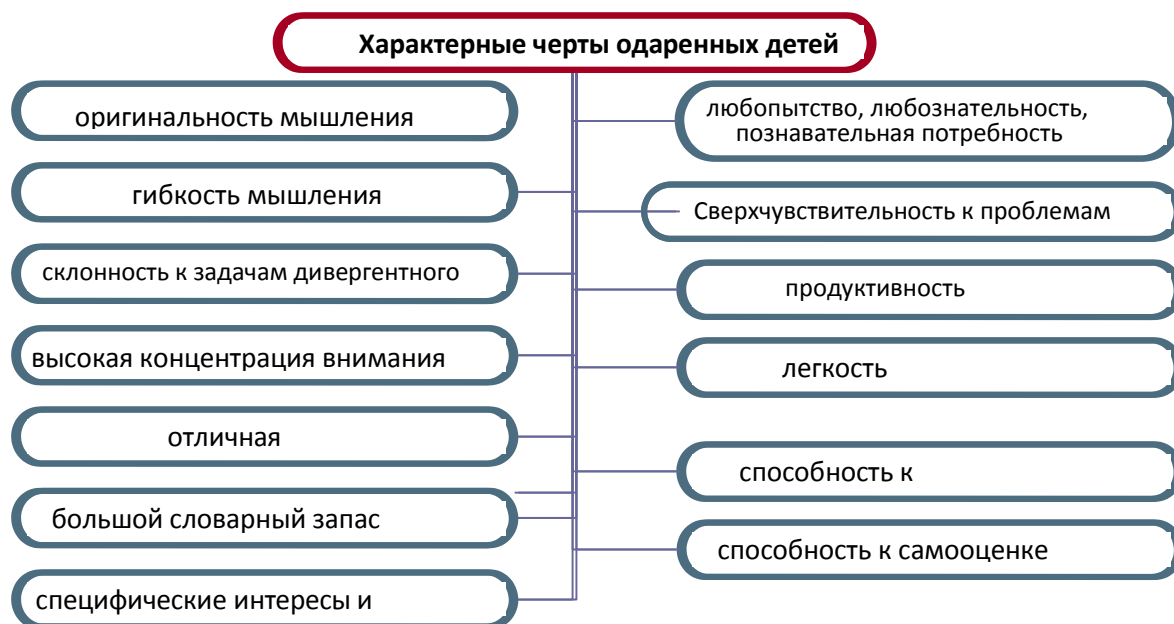 Характерные черты одаренных детей
оригинальность мышления
гибкость мышления
склонность к задачам дивергентного
высокая концентрация внимания
отличная
большой словарный запас
специфические интересы и
любопытство, любознательность,
познавательная потребность
Сверхчувствительность к проблемам
продуктивность
легкость
способность к
способность к самооценке